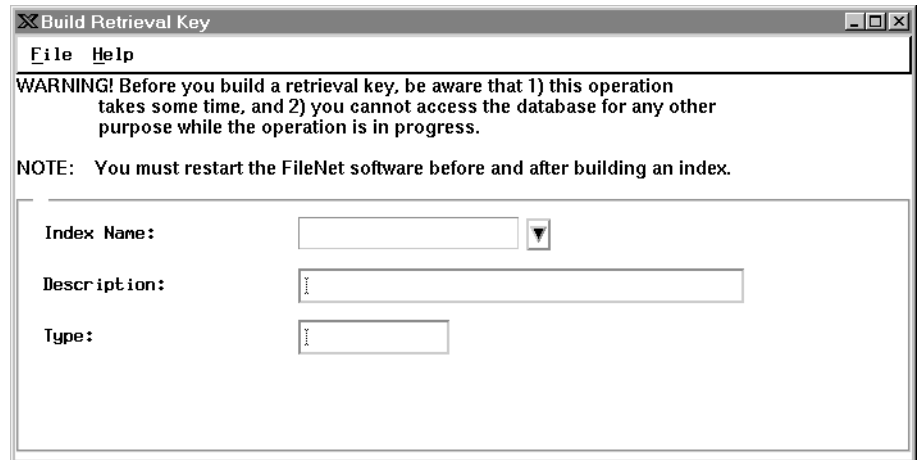 Build Retrieval Key
File Help
WARNING! Before you build a retrieval key, be aware that 1) this operation
takes some time, and 2) you cannot access the database for any other
purpose while the operation is in progress.
NOTE: You must restart the FileNet software before and after building an index.
Index Name:
Description:
Type: